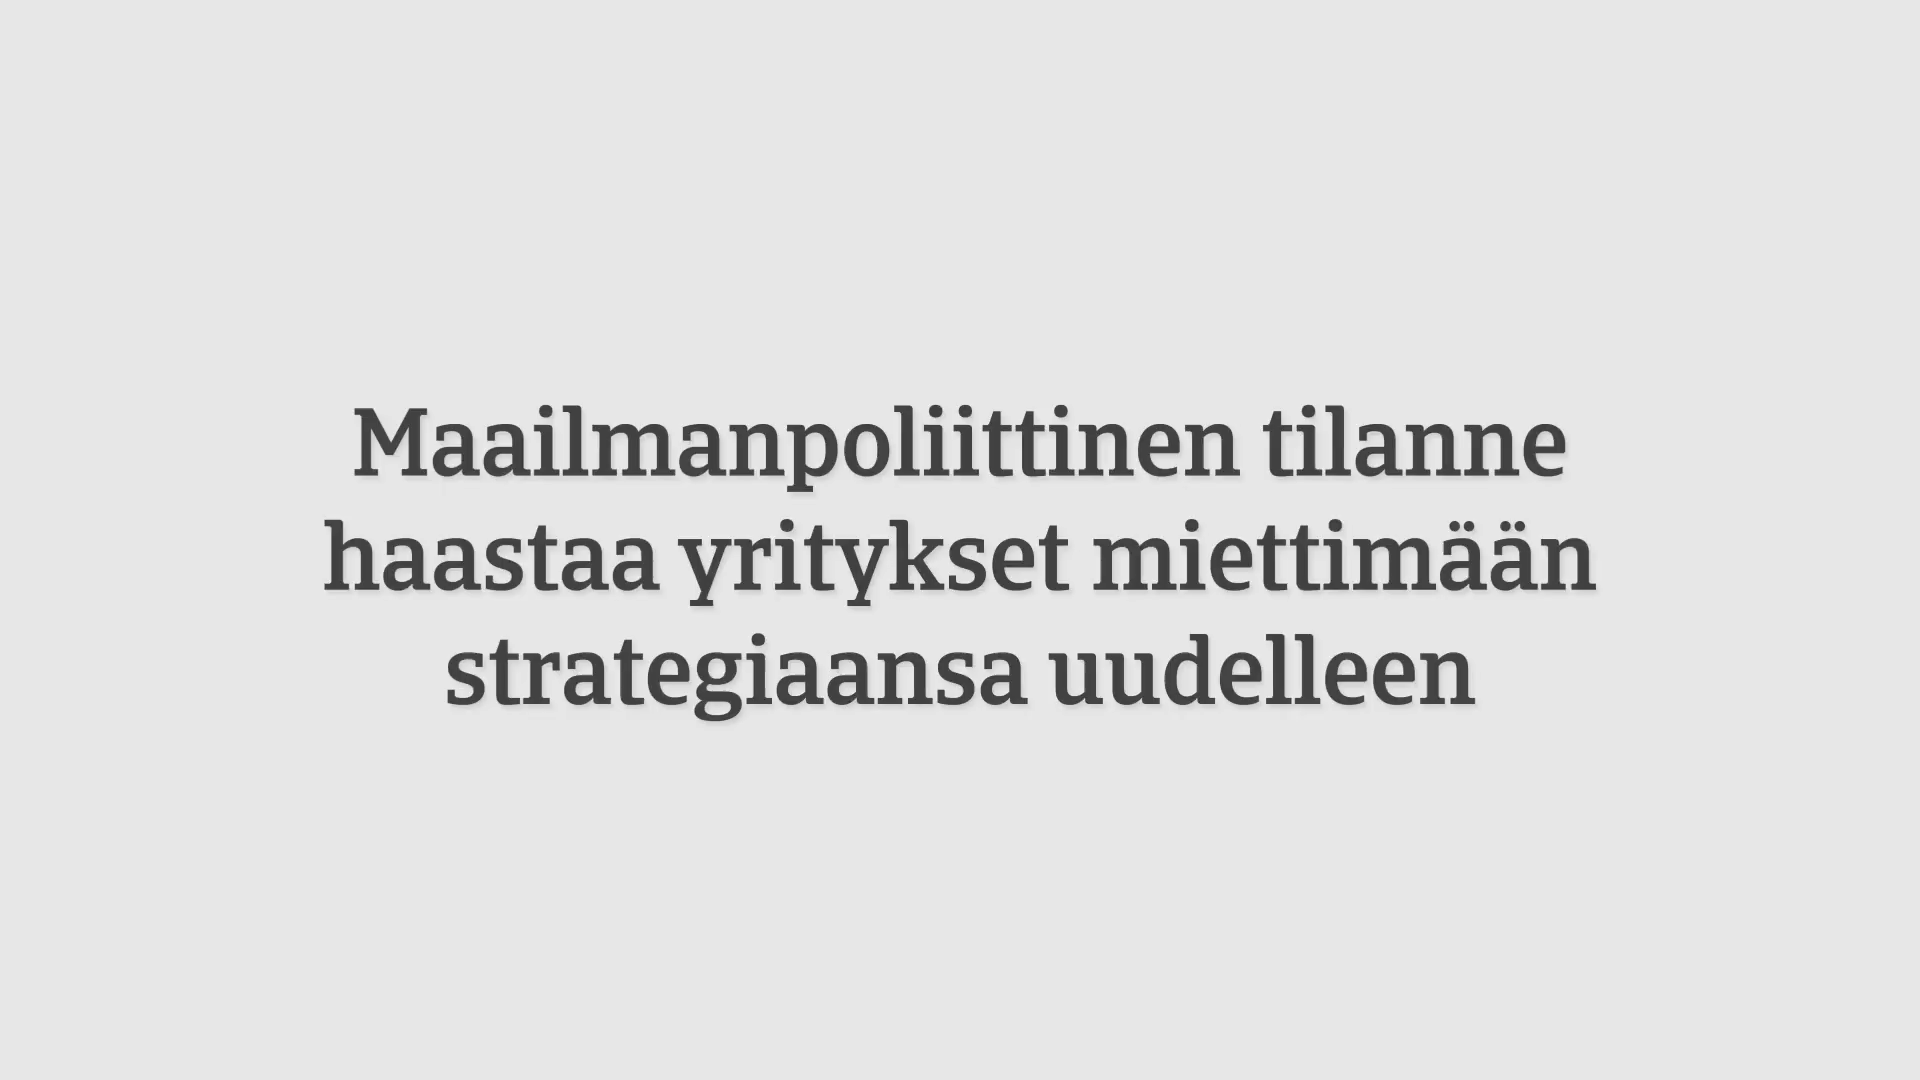 Maailmanpoliittinen tilanne
haastaa yritykset miettimään
strategiaansa uudelleen